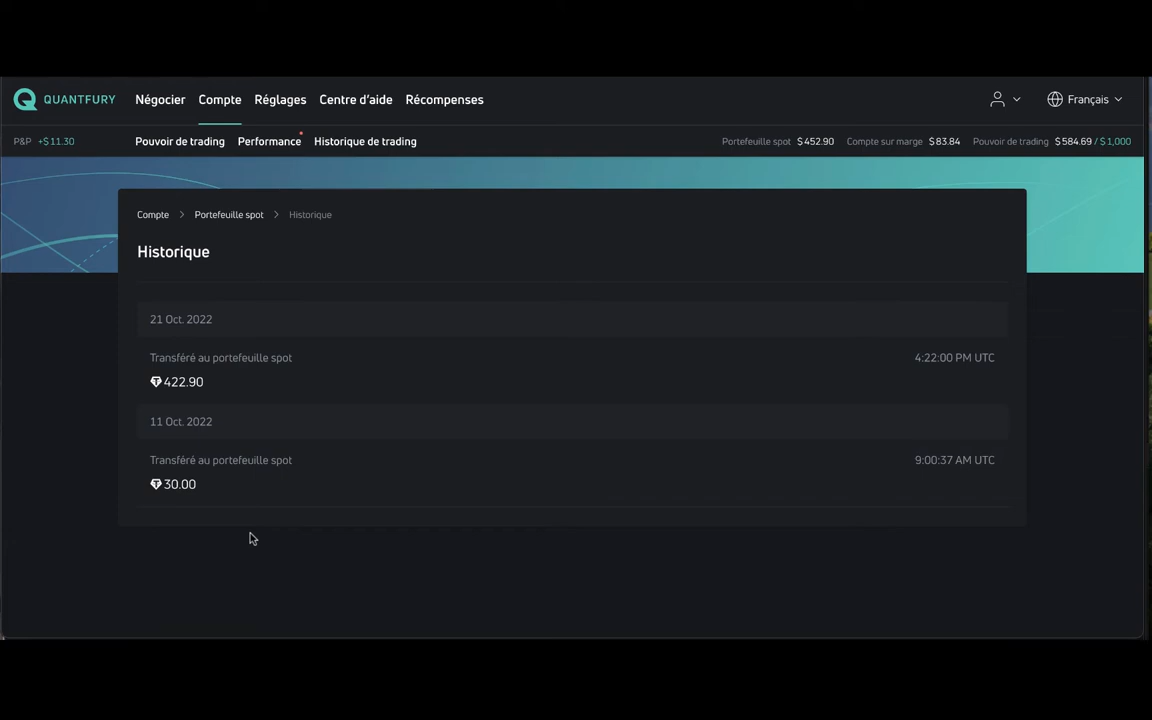 QUANTFURY Négocier Compte Réglages Centre d'aide Récompenses Français
P&P +$11.30 Pouvoir de trading Performance Historique de trading Portefeuille spot $452.90 Compte sur marge $83.84 Pouvoir de trading $584.69 / $1,000
Compte > Portefeuille spot > Historique
Historique
21 Oct. 2022
Transféré au portefeuille spot 4:22:00 PM UTC
422.90
11 Oct. 2022
Transféré au portefeuille spot 9:00:37 AM UTC
30.00